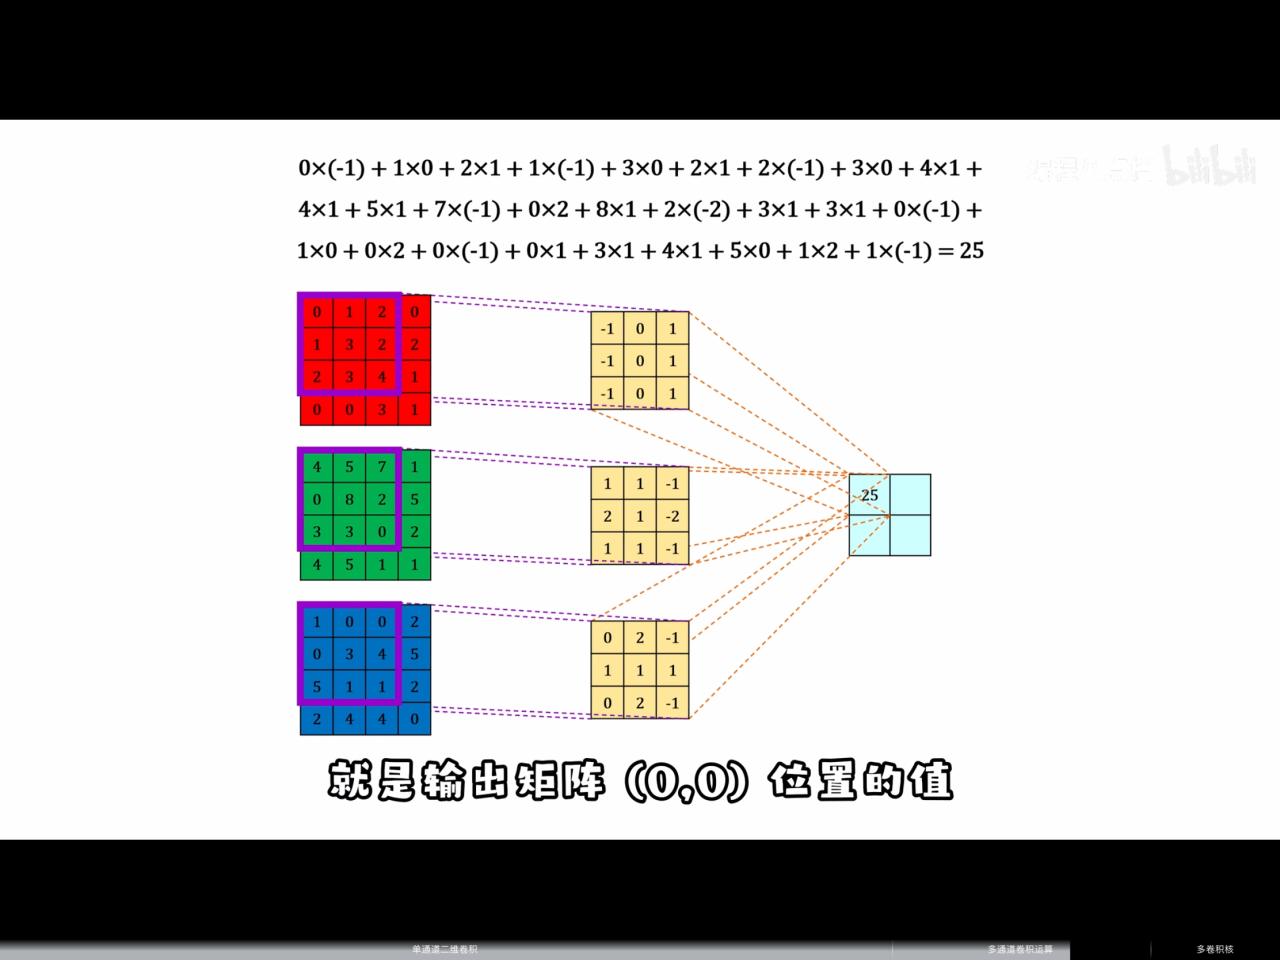 0×(-1) + 1×0 + 2×1 + 1×(-1) + 3×0 + 2×1 + 2×(-1) + 3×0 + 4×1 +
4×1 + 5×1 + 7×(-1) + 0×2 + 8×1 + 2×(-2) + 3×1 + 3×1 + 0×(-1) +
1×0 + 0×2 + 0×(-1) + 0×1 + 3×1 + 4×1 + 5×0 + 1×2 + 1×(-1) = 25
bilibili
0 1 2 0
1 3 2 2
2 3 4 1
0 0 3 1
-1 0 1
-1 0 1
-1 0 1
4 5 7 1
0 8 2 5
3 3 0 2
4 5 1 1
1 1 -1
2 1 -2
1 1 -1
25
1 0 0 2
0 3 4 5
5 1 1 2
2 4 4 0
0 2 -1
1 1 1
0 2 -1
就是输出矩阵（0,0）位置的值
单通道二维卷积
多通道卷积运算
多卷积核